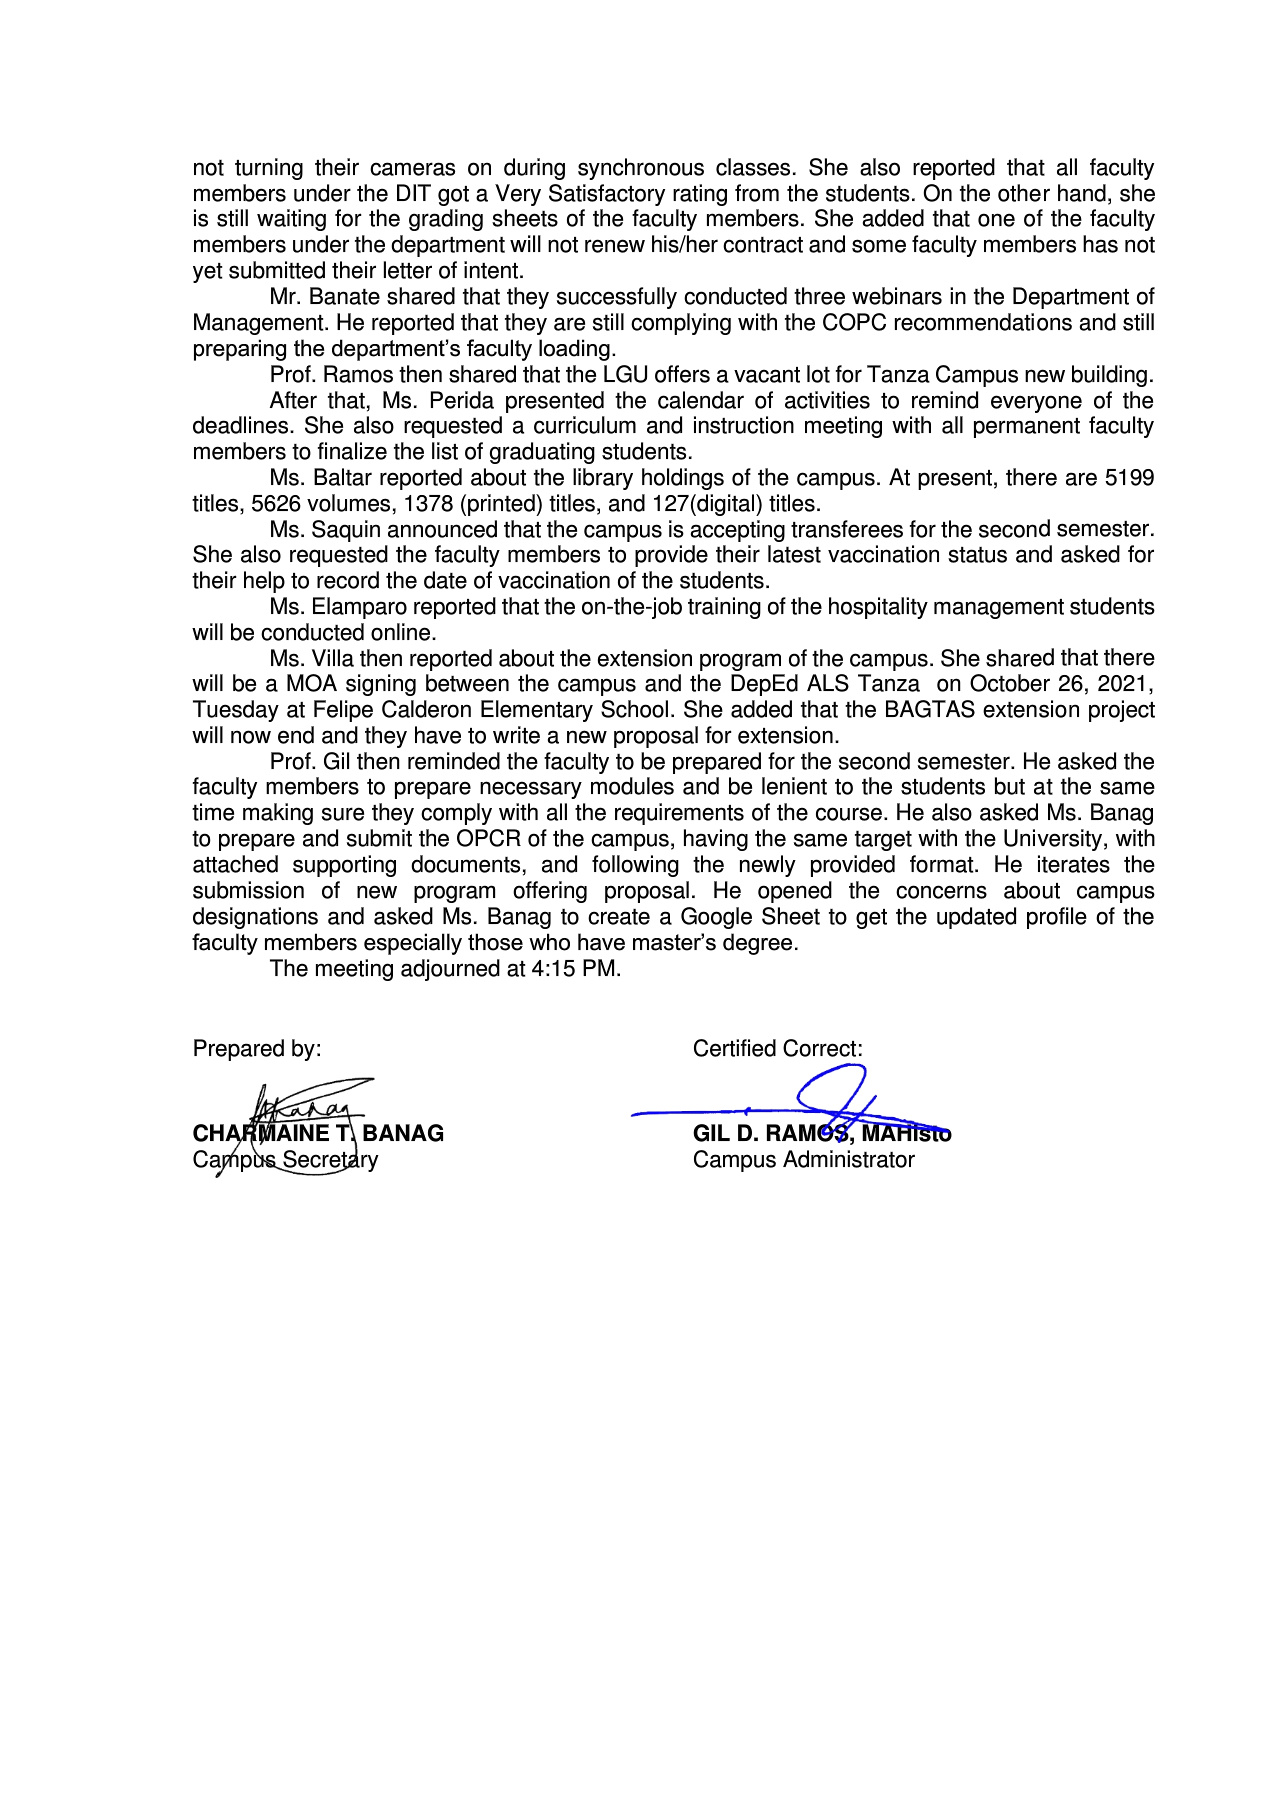 not turning their cameras on during synchronous classes. She also reported that all faculty
members under the DIT got a Very Satisfactory rating from the students. On the other hand, she
is still waiting for the grading sheets of the faculty members. She added that one of the faculty
members under the department will not renew his/her contract and some faculty members has not
yet submitted their letter of intent.
Mr. Banate shared that they successfully conducted three webinars in the Department of
Management. He reported that they are still complying with the COPC recommendations and still
preparing the department’s faculty loading.
Prof. Ramos then shared that the LGU offers a vacant lot for Tanza Campus new building.
After that, Ms. Perida presented the calendar of activities to remind everyone of the
deadlines. She also requested a curriculum and instruction meeting with all permanent faculty
members to finalize the list of graduating students.
Ms. Baltar reported about the library holdings of the campus. At present, there are 5199
titles, 5626 volumes, 1378 (printed) titles, and 127(digital) titles.
Ms. Saquin announced that the campus is accepting transferees for the second semester.
She also requested the faculty members to provide their latest vaccination status and asked for
their help to record the date of vaccination of the students.
Ms. Elamparo reported that the on-the-job training of the hospitality management students
will be conducted online.
Ms. Villa then reported about the extension program of the campus. She shared that there
will be a MOA signing between the campus and the DepEd ALS Tanza  on October 26, 2021,
Tuesday at Felipe Calderon Elementary School. She added that the BAGTAS extension project
will now end and they have to write a new proposal for extension.
Prof. Gil then reminded the faculty to be prepared for the second semester. He asked the
faculty members to prepare necessary modules and be lenient to the students but at the same
time making sure they comply with all the requirements of the course. He also asked Ms. Banag
to prepare and submit the OPCR of the campus, having the same target with the University, with
attached supporting documents, and following the newly provided format. He iterates the
submission of new program offering proposal. He opened the concerns about campus
designations and asked Ms. Banag to create a Google Sheet to get the updated profile of the
faculty members especially those who have master’s degree.
The meeting adjourned at 4:15 PM.
Prepared by: Certified Correct:
CHARMAINE T. BANAG GIL D. RAMOS, MAHisto
Campus Secretary Campus Administrator